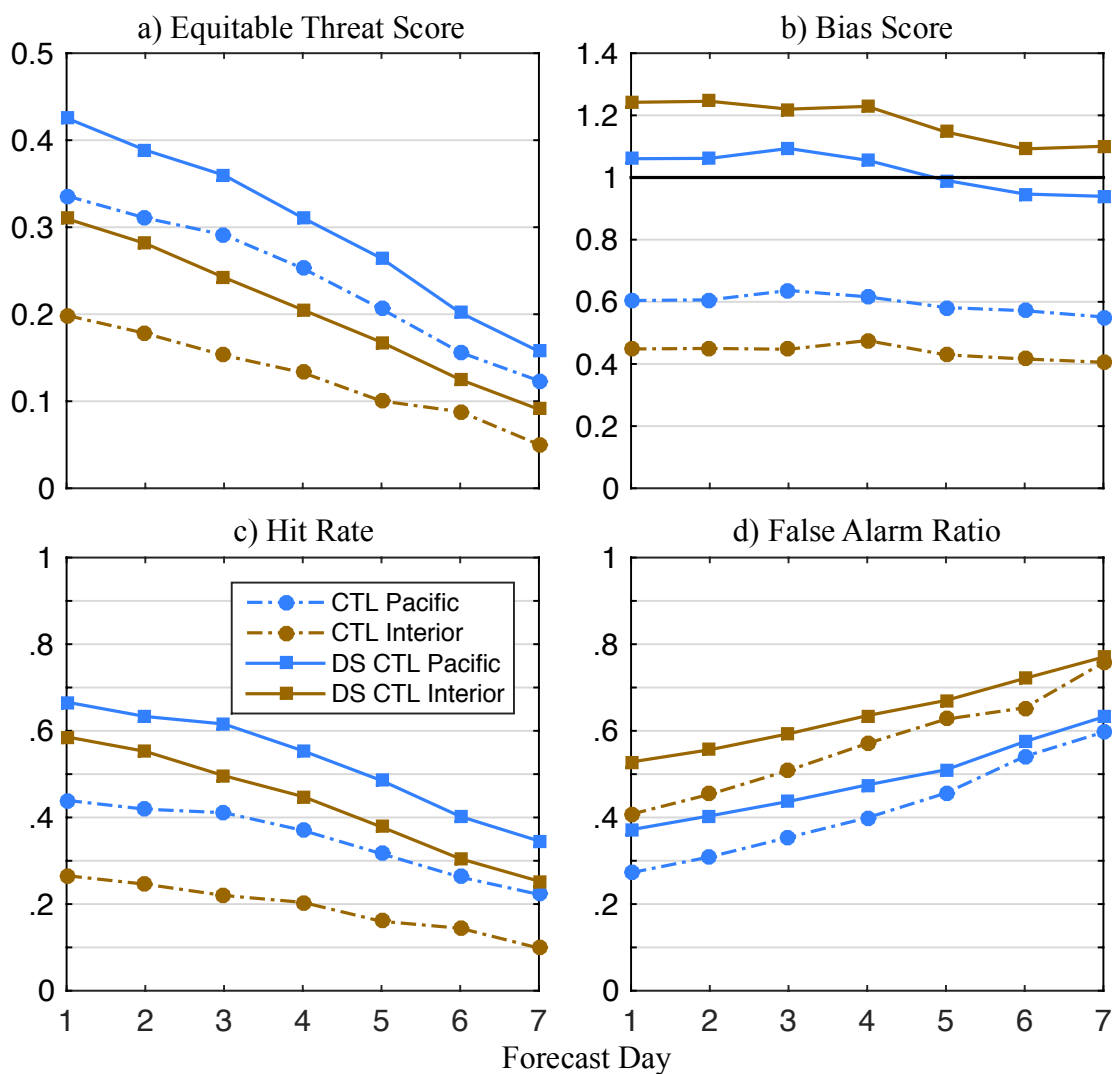 a) Equitable Threat Score
0.5
0.4
0.3
0.2
0.1
0
b) Bias Score
1.4
1.2
1
0.8
0.6
0.4
0.2
0
c) Hit Rate
1
.8
.6
.4
.2
0
1 2 3 4 5 6 7
CTL Pacific
CTL Interior
DS CTL Pacific
DS CTL Interior
d) False Alarm Ratio
1
.8
.6
.4
.2
0
1 2 3 4 5 6 7
Forecast Day